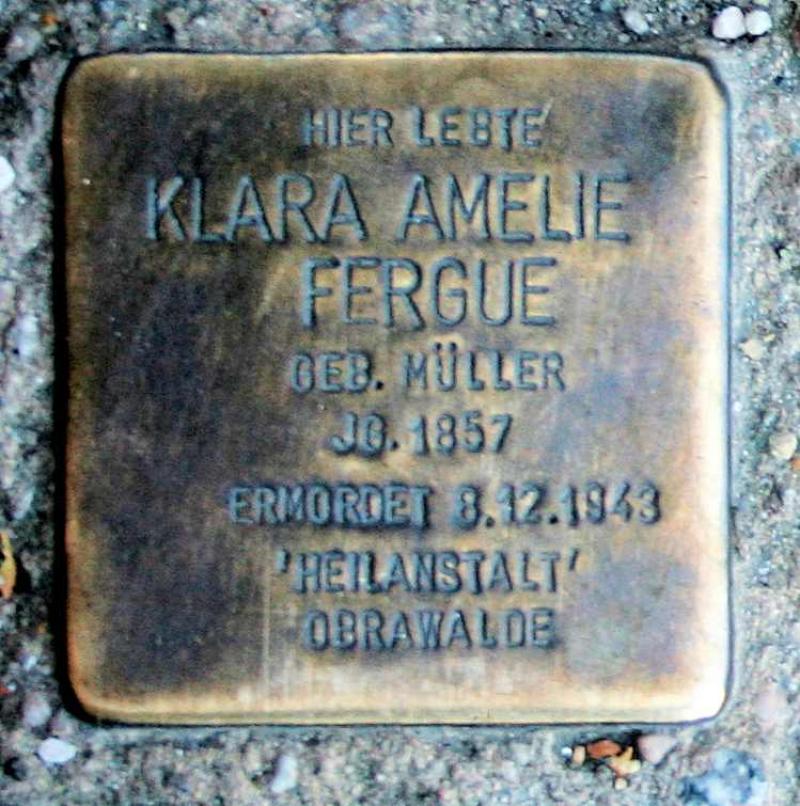 HIER LEBTE
KLARA AMELIE
FERGUE
GEB. MÜLLER
JG. 1857
ERMORDET 8.12.1943
'HEILANSTALT'
OBRAWALDE